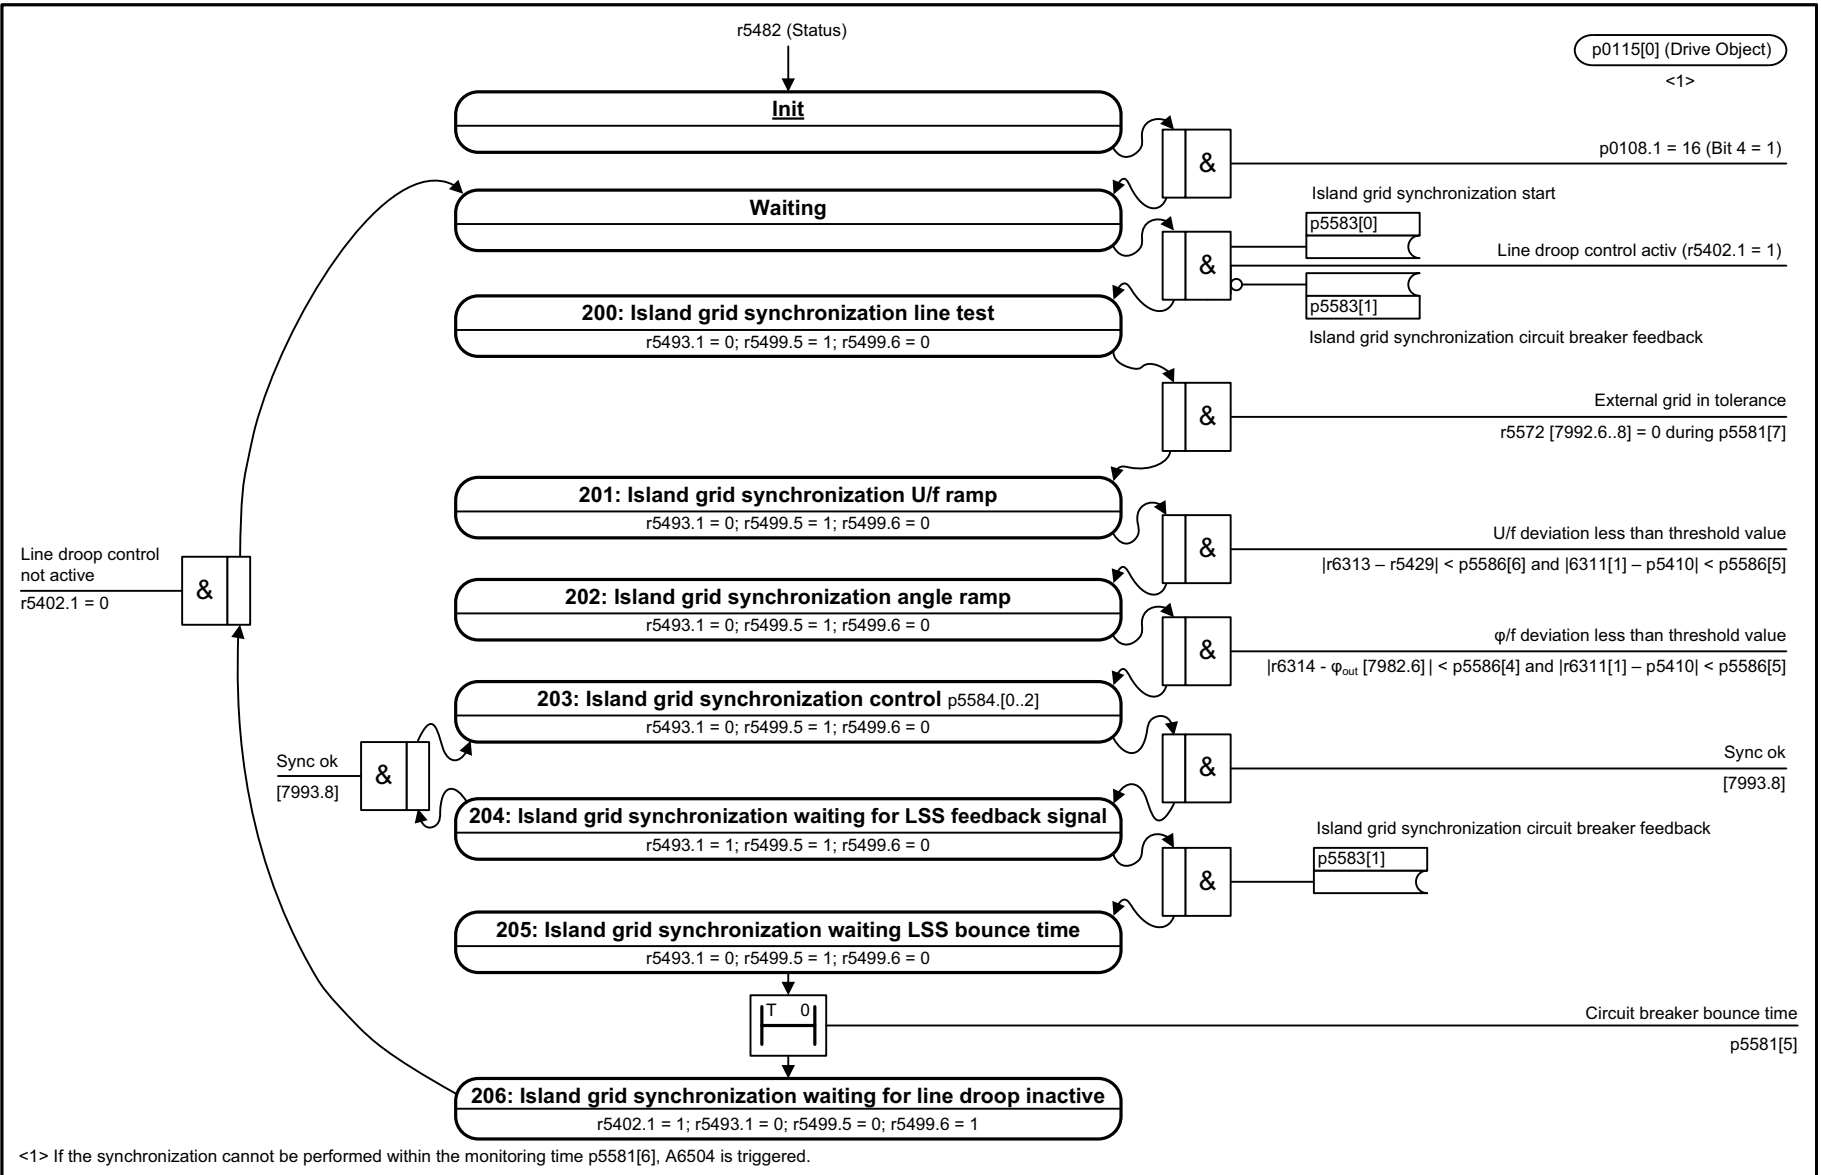 r5482 (Status)
p0115[0] (Drive Object)
<1>
Init
&
p0108.1 = 16 (Bit 4 = 1)
Waiting
Island grid synchronization start
p5583[0]
&
Line droop control activ (r5402.1 = 1)
p5583[1]
Island grid synchronization circuit breaker feedback
200: Island grid synchronization line test
r5493.1 = 0; r5499.5 = 1; r5499.6 = 0
&
External grid in tolerance
r5572 [7992.6..8] = 0 during p5581[7]
201: Island grid synchronization U/f ramp
r5493.1 = 0; r5499.5 = 1; r5499.6 = 0
&
U/f deviation less than threshold value
|r6313 – r5429| < p5586[6] and |6311[1] – p5410| < p5586[5]
Line droop control
not active
r5402.1 = 0
&
202: Island grid synchronization angle ramp
r5493.1 = 0; r5499.5 = 1; r5499.6 = 0
&
φ/f deviation less than threshold value
|r6314 - φout [7982.6] | < p5586[4] and |r6311[1] – p5410| < p5586[5]
203: Island grid synchronization control p5584.[0..2]
r5493.1 = 0; r5499.5 = 1; r5499.6 = 0
Sync ok
[7993.8]
&
&
Sync ok
[7993.8]
204: Island grid synchronization waiting for LSS feedback signal
r5493.1 = 1; r5499.5 = 1; r5499.6 = 0
Island grid synchronization circuit breaker feedback
p5583[1]
&
205: Island grid synchronization waiting LSS bounce time
r5493.1 = 0; r5499.5 = 1; r5499.6 = 0
T 0
Circuit breaker bounce time
p5581[5]
206: Island grid synchronization waiting for line droop inactive
r5402.1 = 1; r5493.1 = 0; r5499.5 = 0; r5499.6 = 1
<1> If the synchronization cannot be performed within the monitoring time p5581[6], A6504 is triggered.